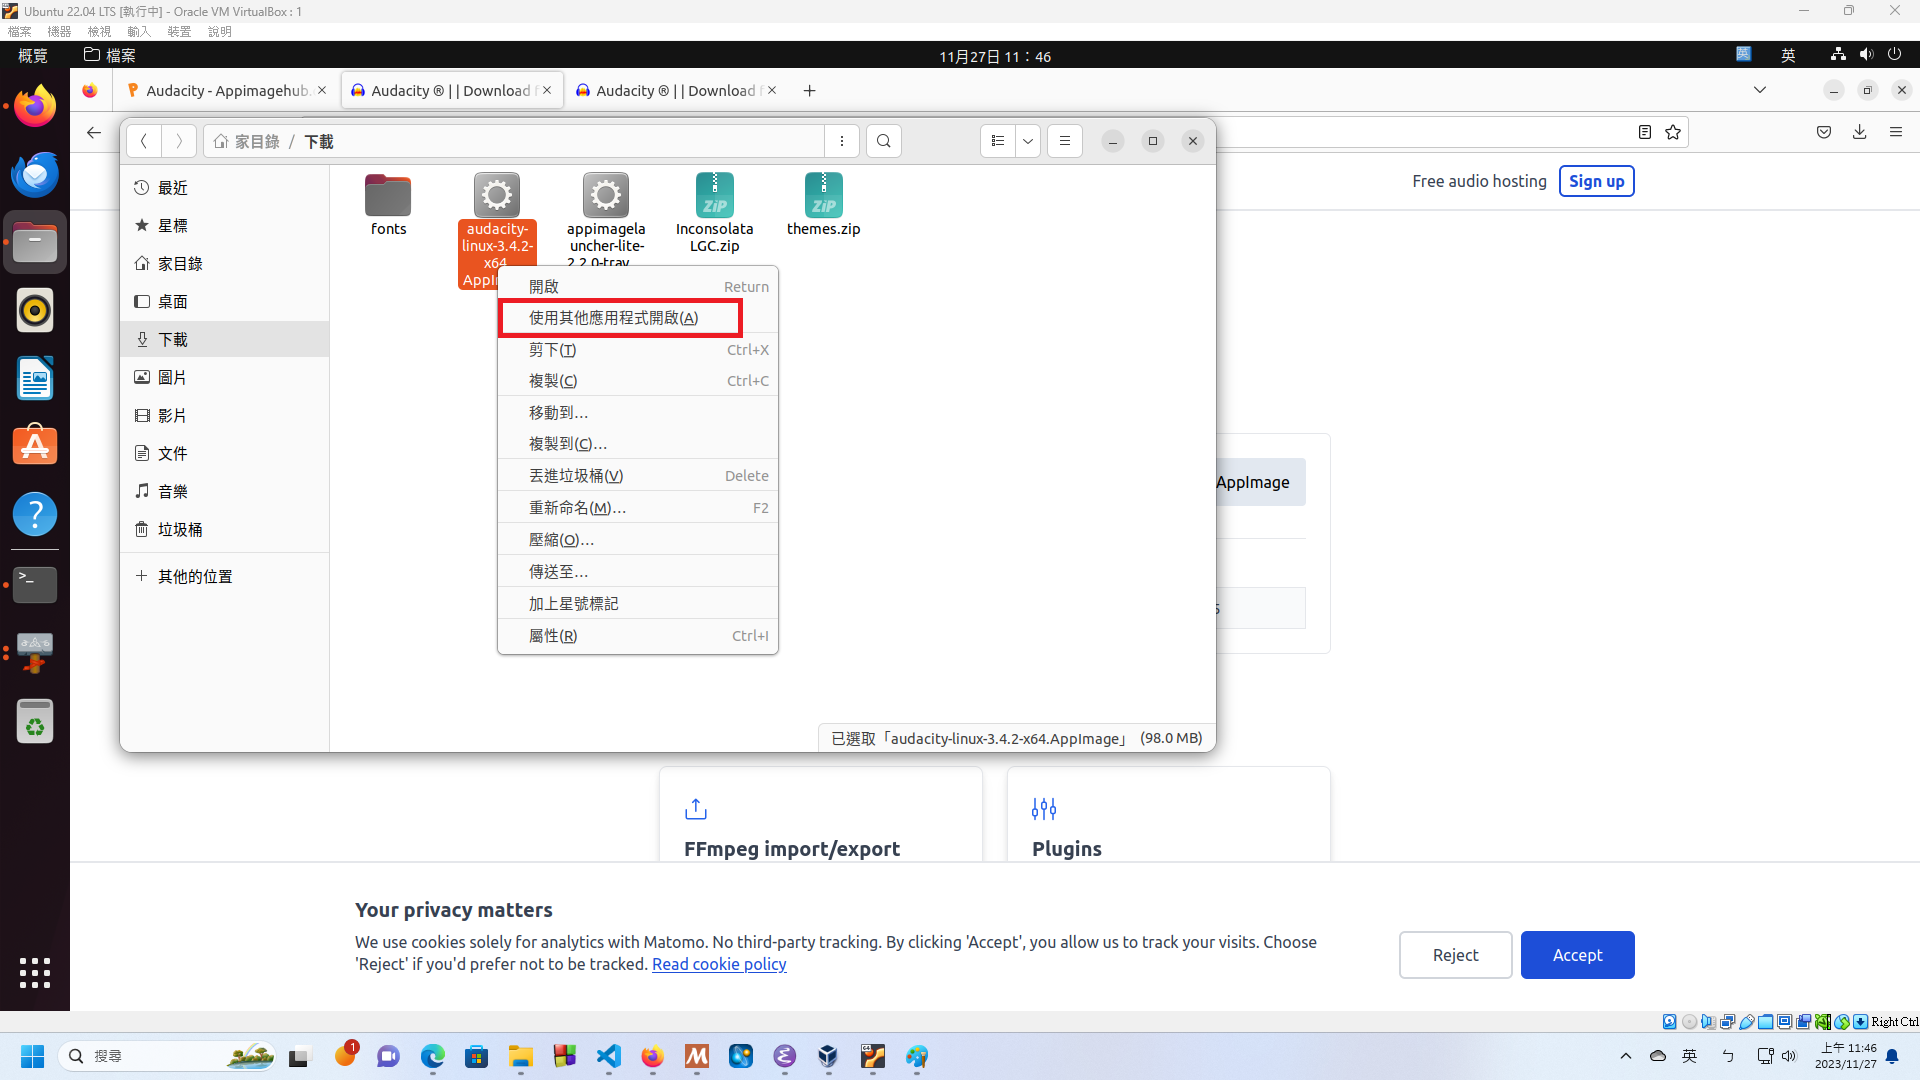 Ubuntu 22.04 LTS [執行中] - Oracle VM VirtualBox : 1
檔案 機器 檢視 輸入 裝置 說明
概覽 檔案 11月27日 11：46 英
Audacity - Appimagehub.
Audacity ® | | Download f
Audacity ® | | Download f
家目錄 / 下載
Free audio hosting Sign up
最近
星標
家目錄
桌面
下載
圖片
影片
文件
音樂
垃圾桶
其他的位置
fonts
audacity-
linux-3.4.2-
x64.
AppIm
appimagela
uncher-lite-
2.2.0-trav
Inconsolata
LGC.zip
themes.zip
開啟 Return
使用其他應用程式開啟(A)
剪下(T) Ctrl+X
複製(C) Ctrl+C
移動到…
複製到(C)…
丟進垃圾桶(V) Delete
重新命名(M)… F2
壓縮(O)…
傳送至…
加上星號標記
屬性(R) Ctrl+I
AppImage
已選取「audacity-linux-3.4.2-x64.AppImage」 (98.0 MB)
FFmpeg import/export
Plugins
Your privacy matters
We use cookies solely for analytics with Matomo. No third-party tracking. By clicking 'Accept', you allow us to track your visits. Choose
'Reject' if you'd prefer not to be tracked. Read cookie policy
Reject Accept
Right Ctrl
搜尋
1
英 ㄣ
上午 11:46
2023/11/27